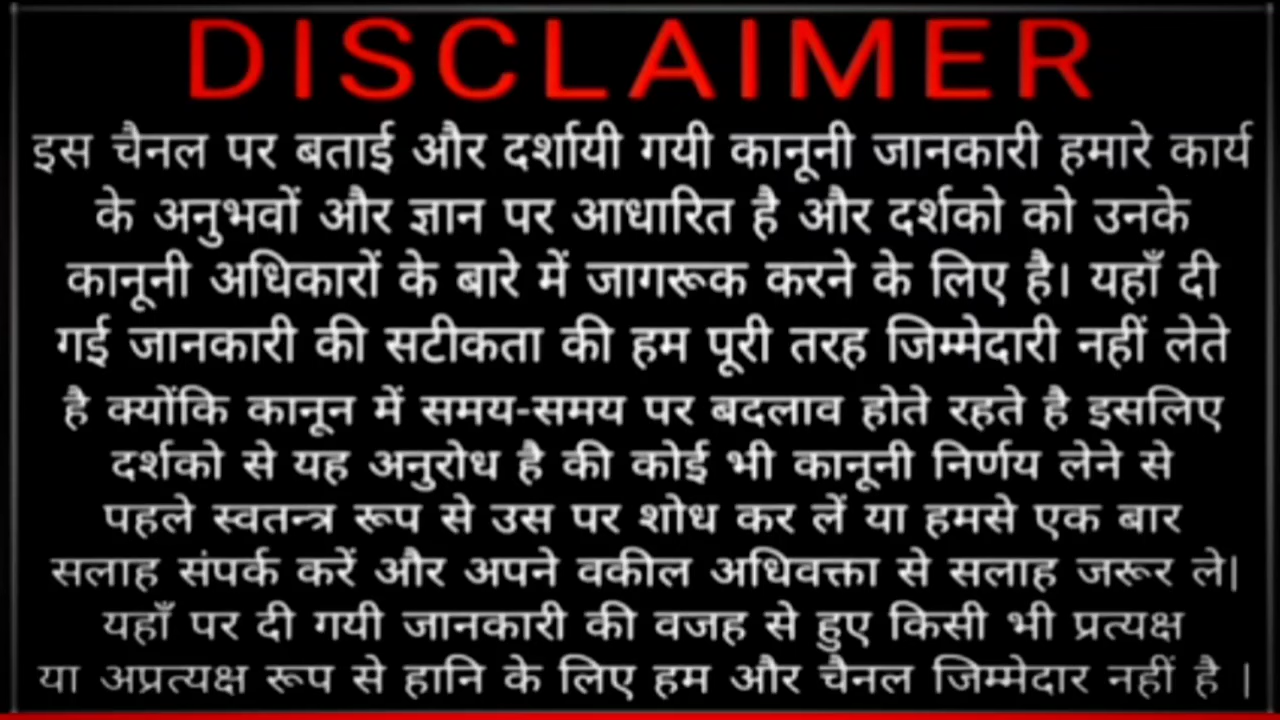 DISCLAIMER
इस चैनल पर बताई और दर्शायी गयी कानूनी जानकारी हमारे कार्य
के अनुभवों और ज्ञान पर आधारित है और दर्शको को उनके
कानूनी अधिकारों के बारे में जागरूक करने के लिए है। यहाँ दी
गई जानकारी की सटीकता की हम पूरी तरह जिम्मेदारी नहीं लेते
है क्योंकि कानून में समय-समय पर बदलाव होते रहते है इसलिए
दर्शको से यह अनुरोध है की कोई भी कानूनी निर्णय लेने से
पहले स्वतन्त्र रूप से उस पर शोध कर लें या हमसे एक बार
सलाह संपर्क करें और अपने वकील अधिवक्ता से सलाह जरूर ले|
यहाँ पर दी गयी जानकारी की वजह से हुए किसी भी प्रत्यक्ष
या अप्रत्यक्ष रूप से हानि के लिए हम और चैनल जिम्मेदार नहीं है |